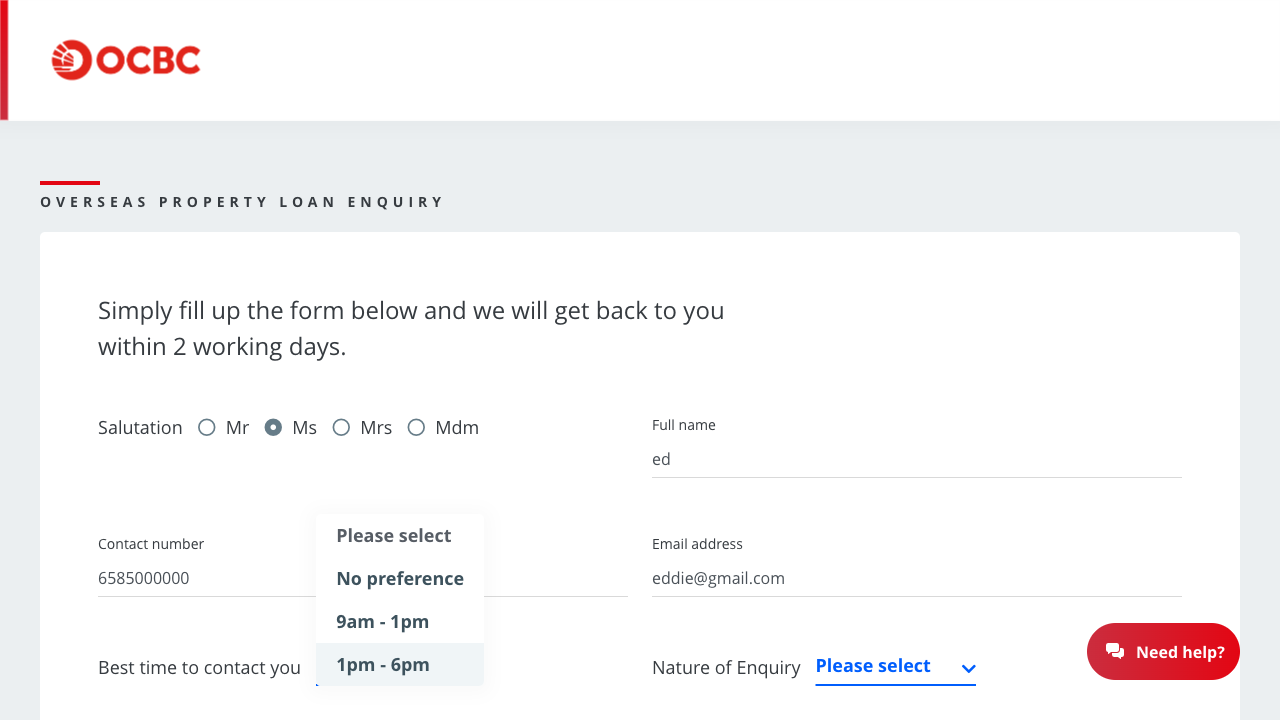 OCBC
OVERSEAS PROPERTY LOAN ENQUIRY
Simply fill up the form below and we will get back to you
within 2 working days.
Salutation Mr Ms Mrs Mdm
Full name
ed
Contact number
6585000000
Email address
eddie@gmail.com
Best time to contact you
Please select
No preference
9am - 1pm
1pm - 6pm
Nature of Enquiry Please select
Need help?